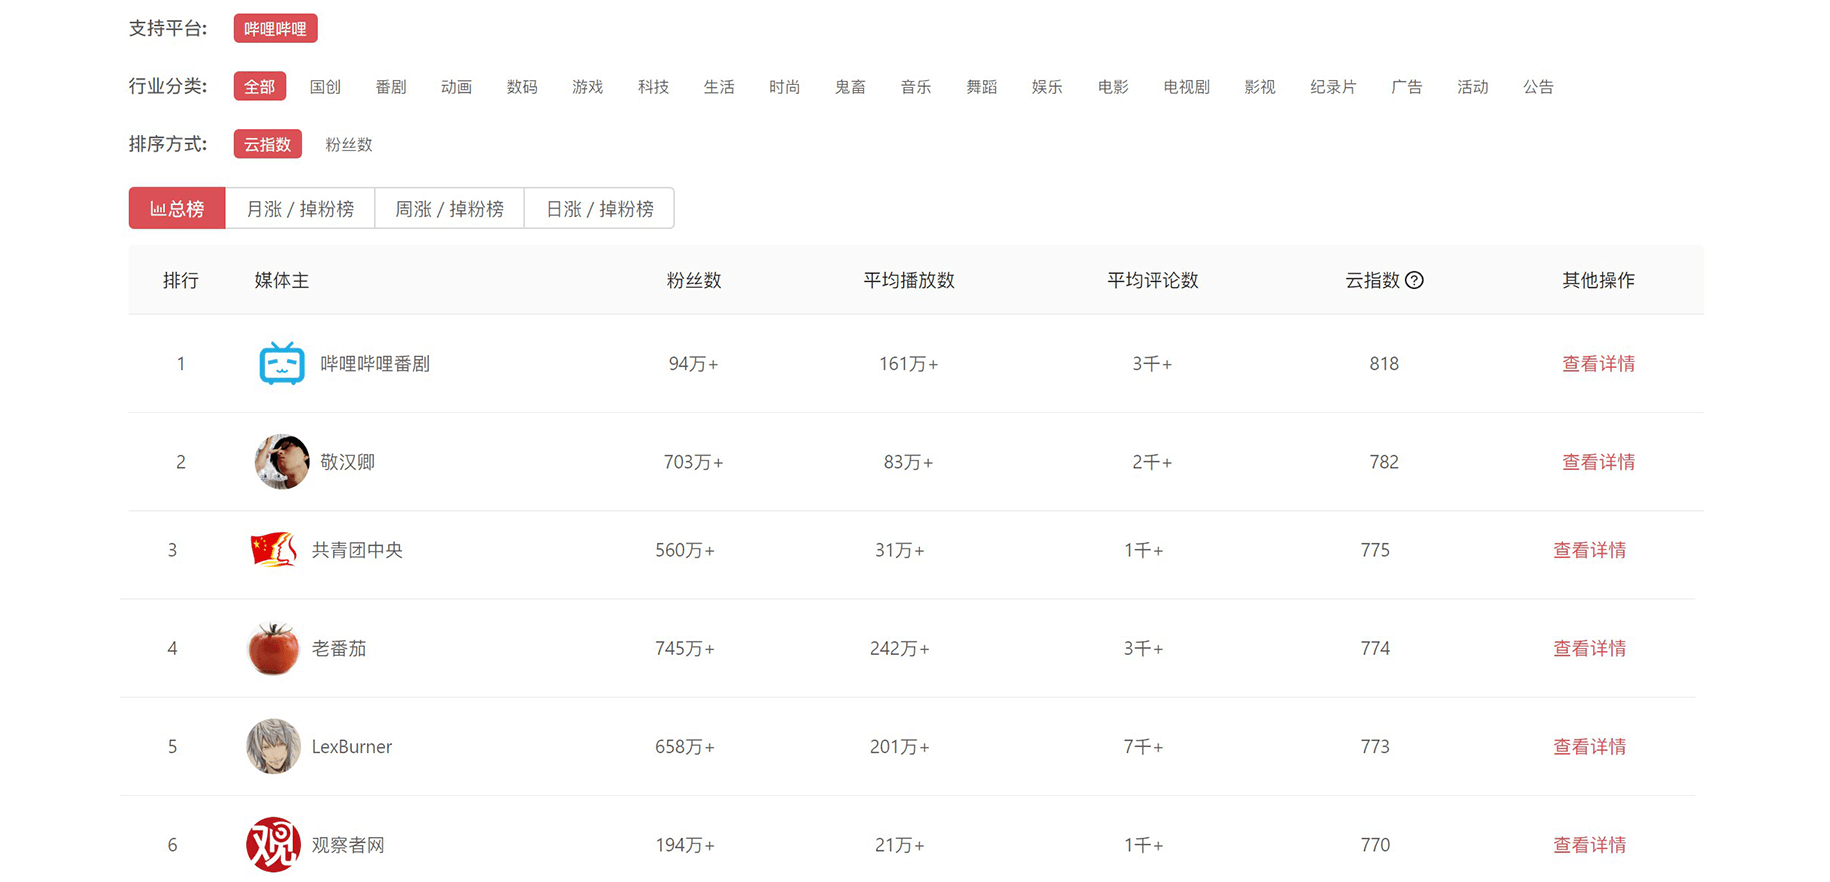 支持平台: 哔哩哔哩
行业分类: 全部 国创 番剧 动画 数码 游戏 科技 生活 时尚 鬼畜 音乐 舞蹈 娱乐 电影 电视剧 影视 纪录片 广告 活动 公告
排序方式: 云指数 粉丝数
总榜 月涨 / 掉粉榜 周涨 / 掉粉榜 日涨 / 掉粉榜
排行 媒体主 粉丝数 平均播放数 平均评论数 云指数? 其他操作
1 哔哩哔哩番剧 94万+ 161万+ 3千+ 818 查看详情
2 敬汉卿 703万+ 83万+ 2千+ 782 查看详情
3 共青团中央 560万+ 31万+ 1千+ 775 查看详情
4 老番茄 745万+ 242万+ 3千+ 774 查看详情
5 LexBurner 658万+ 201万+ 7千+ 773 查看详情
6 观 观察者网 194万+ 21万+ 1千+ 770 查看详情